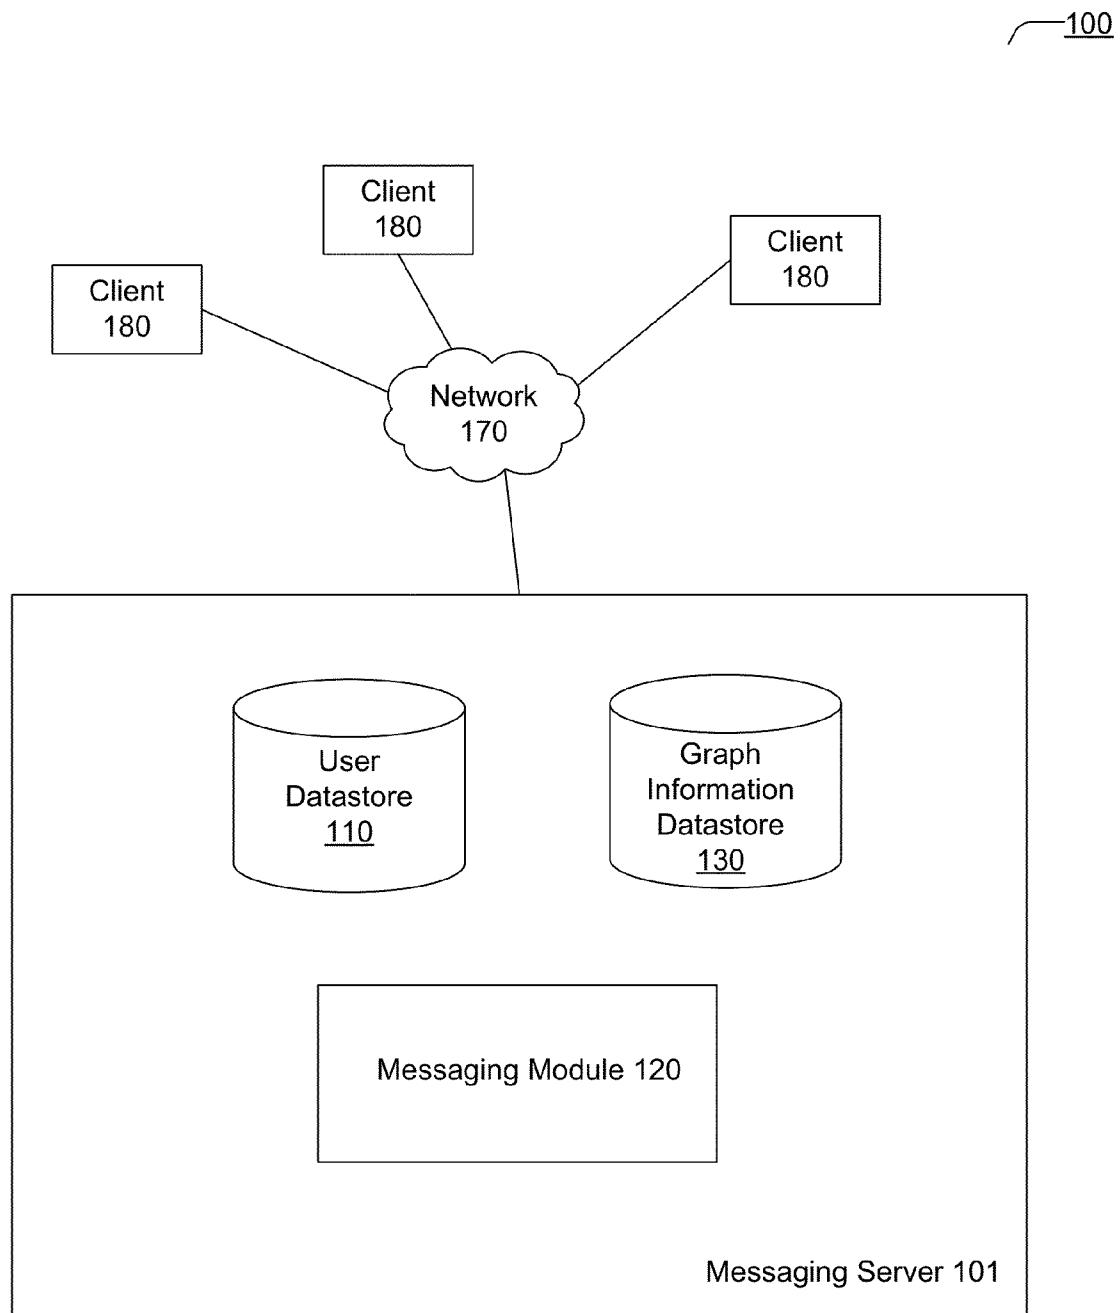 100
Client
180
Client
180
Client
180
Network
170
User
Datastore
110
Graph
Information
Datastore
130
Messaging Module 120
Messaging Server 101